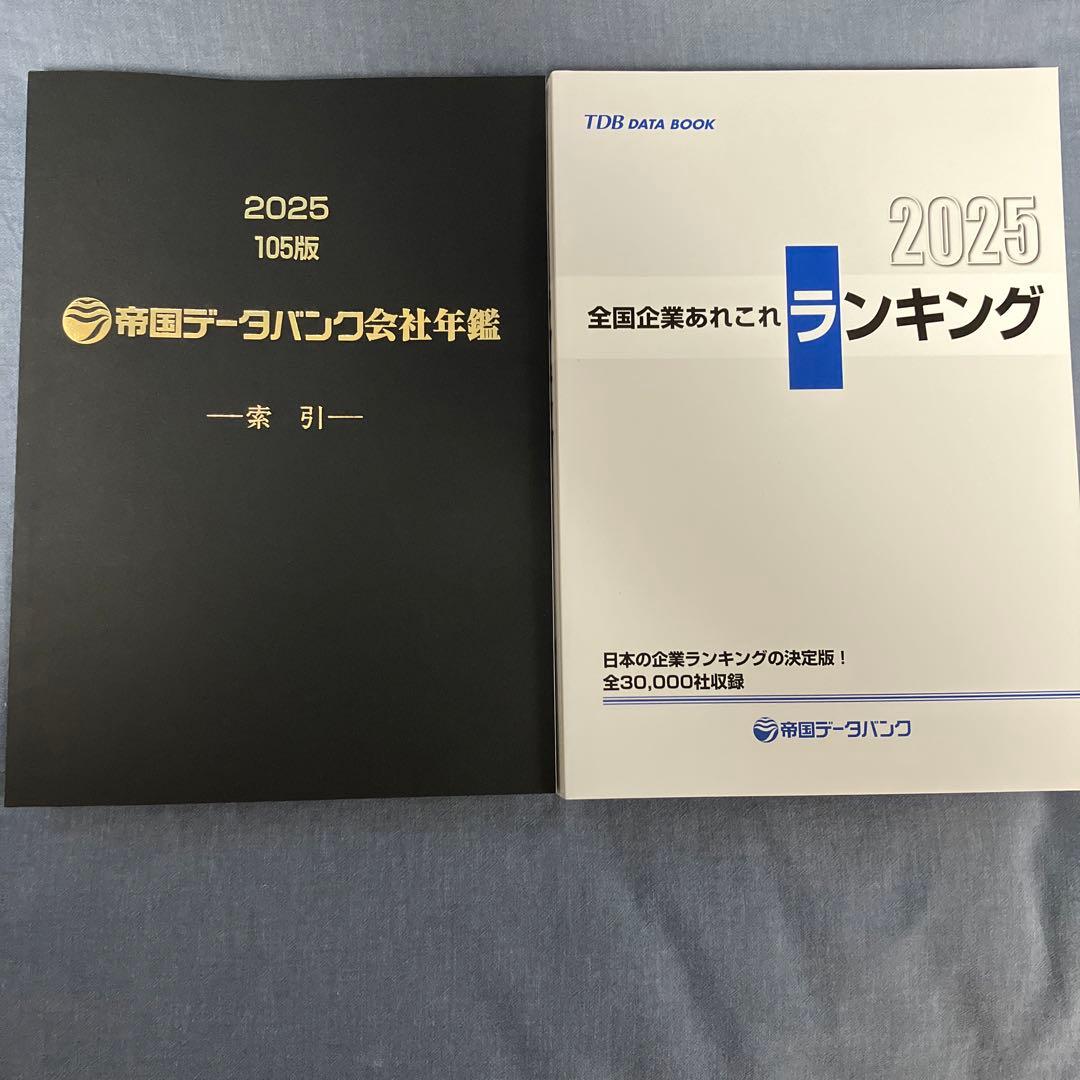 2025
105版
帝国データバンク会社年鑑
―索 引―
TDB DATA BOOK
2025
全国企業あれこれランキング
日本の企業ランキングの決定版！
全30,000社収録
帝国データバンク